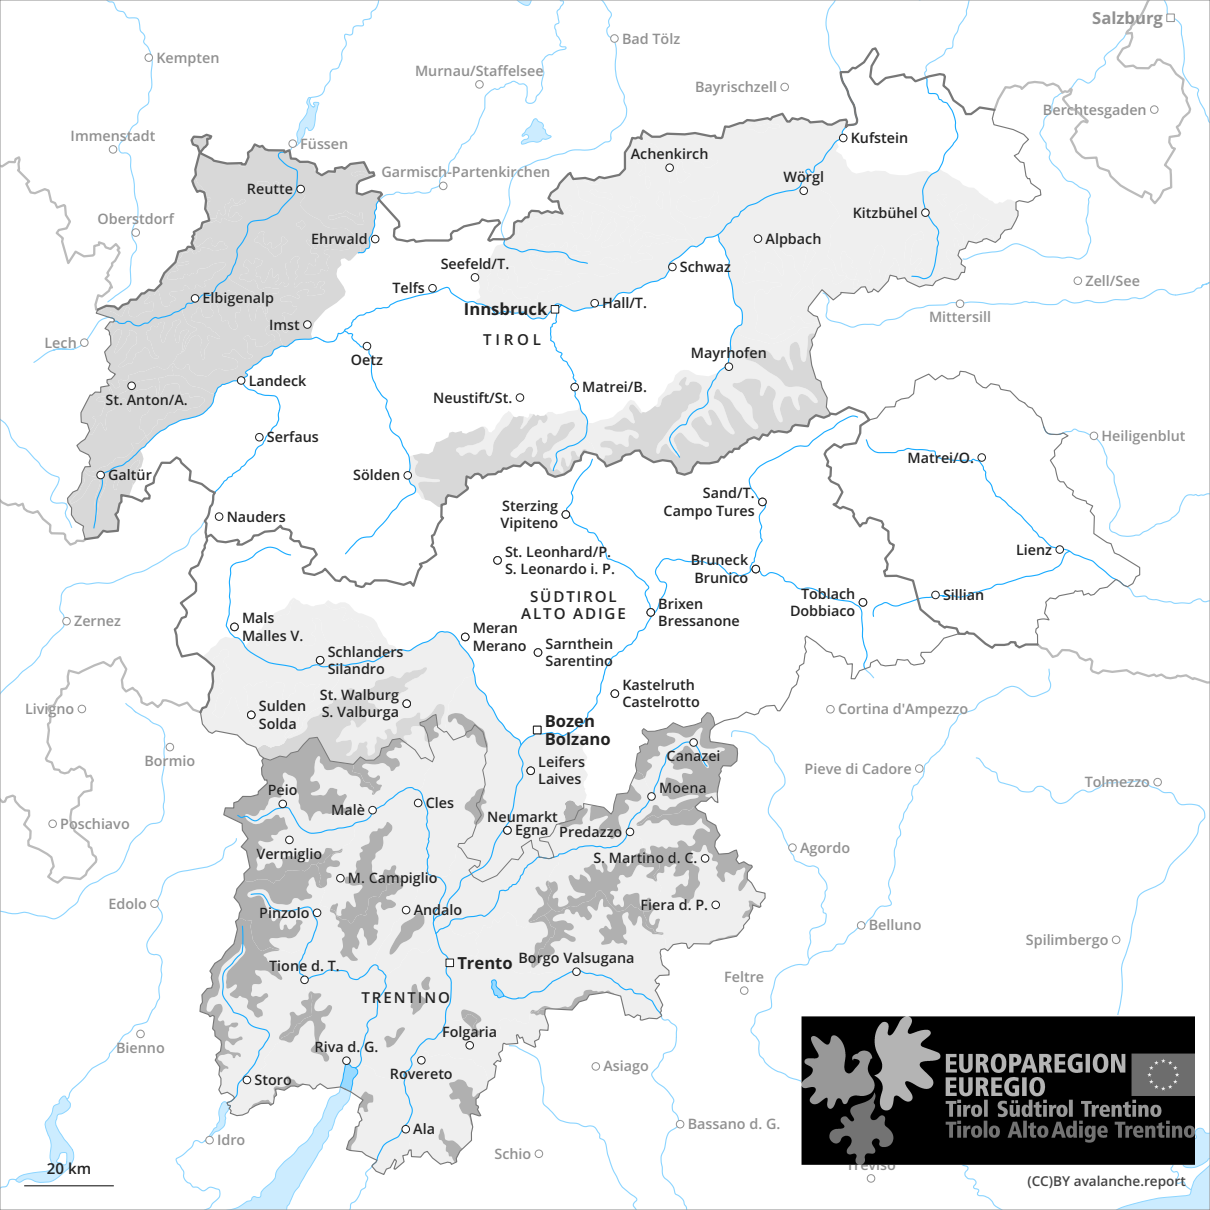 Salzburg
Bad Tölz
Kempten
Murnau/Staffelsee
Bayrischzell
Berchtesgaden
Immenstadt
Füssen
Kufstein
Achenkirch
Garmisch-Partenkirchen
Wörgl
Reutte
Kitzbühel
Oberstdorf
Ehrwald
Alpbach
Seefeld/T.
Schwaz
Zell/See
Telfs
Elbigenalp
Hall/T.
Innsbruck
Mittersill
Imst
TIROL
Lech
Oetz
Mayrhofen
Landeck
Matrei/B.
St. Anton/A.
Neustift/St.
Serfaus
Heiligenblut
Matrei/O.
Galtür
Sölden
Sand/T.
Campo Tures
Sterzing
Vipiteno
Nauders
St. Leonhard/P.
S. Leonardo i. P.
Lienz
Bruneck
Brunico
SÜDTIROL
ALTO ADIGE
Toblach
Dobbiaco
Sillian
Brixen
Bressanone
Zernez
Mals
Malles V.
Meran
Merano
Sarnthein
Sarentino
Schlanders
Silandro
Kastelruth
Castelrotto
St. Walburg
S. Valburga
Livigno
Sulden
Solda
Cortina d'Ampezzo
Bozen
Bolzano
Bormio
Canazei
Leifers
Laives
Pieve di Cadore
Tolmezzo
Peio
Moena
Malè
Cles
Neumarkt
Egna
Predazzo
Poschiavo
Vermiglio
Agordo
S. Martino d. C.
M. Campiglio
Edolo
Pinzolo
Andalo
Fiera d. P.
Belluno
Spilimbergo
Tione d. T.
Trento
Borgo Valsugana
Feltre
TRENTINO
Folgaria
Bienno
Riva d. G.
Rovereto
Asiago
Storo
EUROPAREGION
EUREGIO
Tirol Südtirol Trentino
Tirolo Alto Adige Trentino
Idro
Ala
Bassano d. G.
Schio
Treviso
20 km
(CC)BY avalanche.report